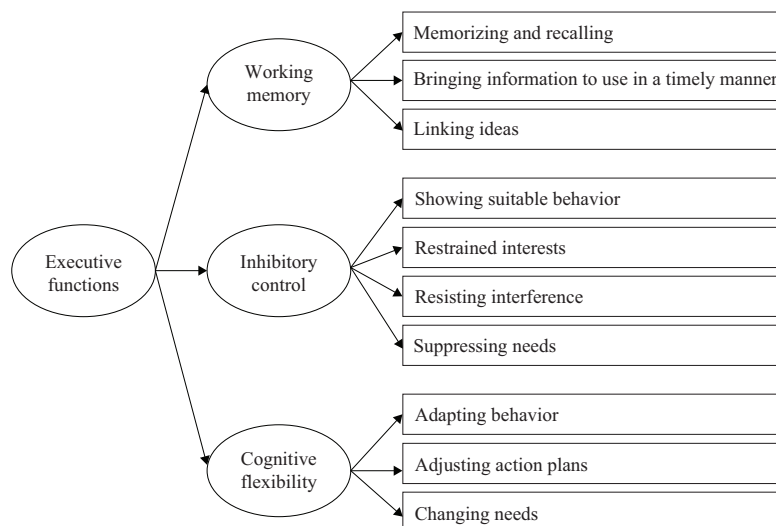 Executive
functions
Working
memory
Memorizing and recalling
Bringing information to use in a timely manner
Linking ideas
Inhibitory
control
Showing suitable behavior
Restrained interests
Resisting interference
Suppressing needs
Cognitive
flexibility
Adapting behavior
Adjusting action plans
Changing needs